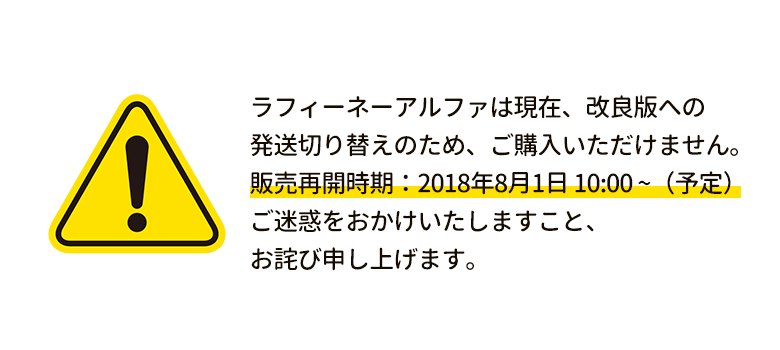 ラフィーネーアルファは現在、改良版への
発送切り替えのため、ご購入いただけません。
販売再開時期：2018年8月1日 10:00 ~（予定）
ご迷惑をおかけいたしますこと、
お詫び申し上げます。